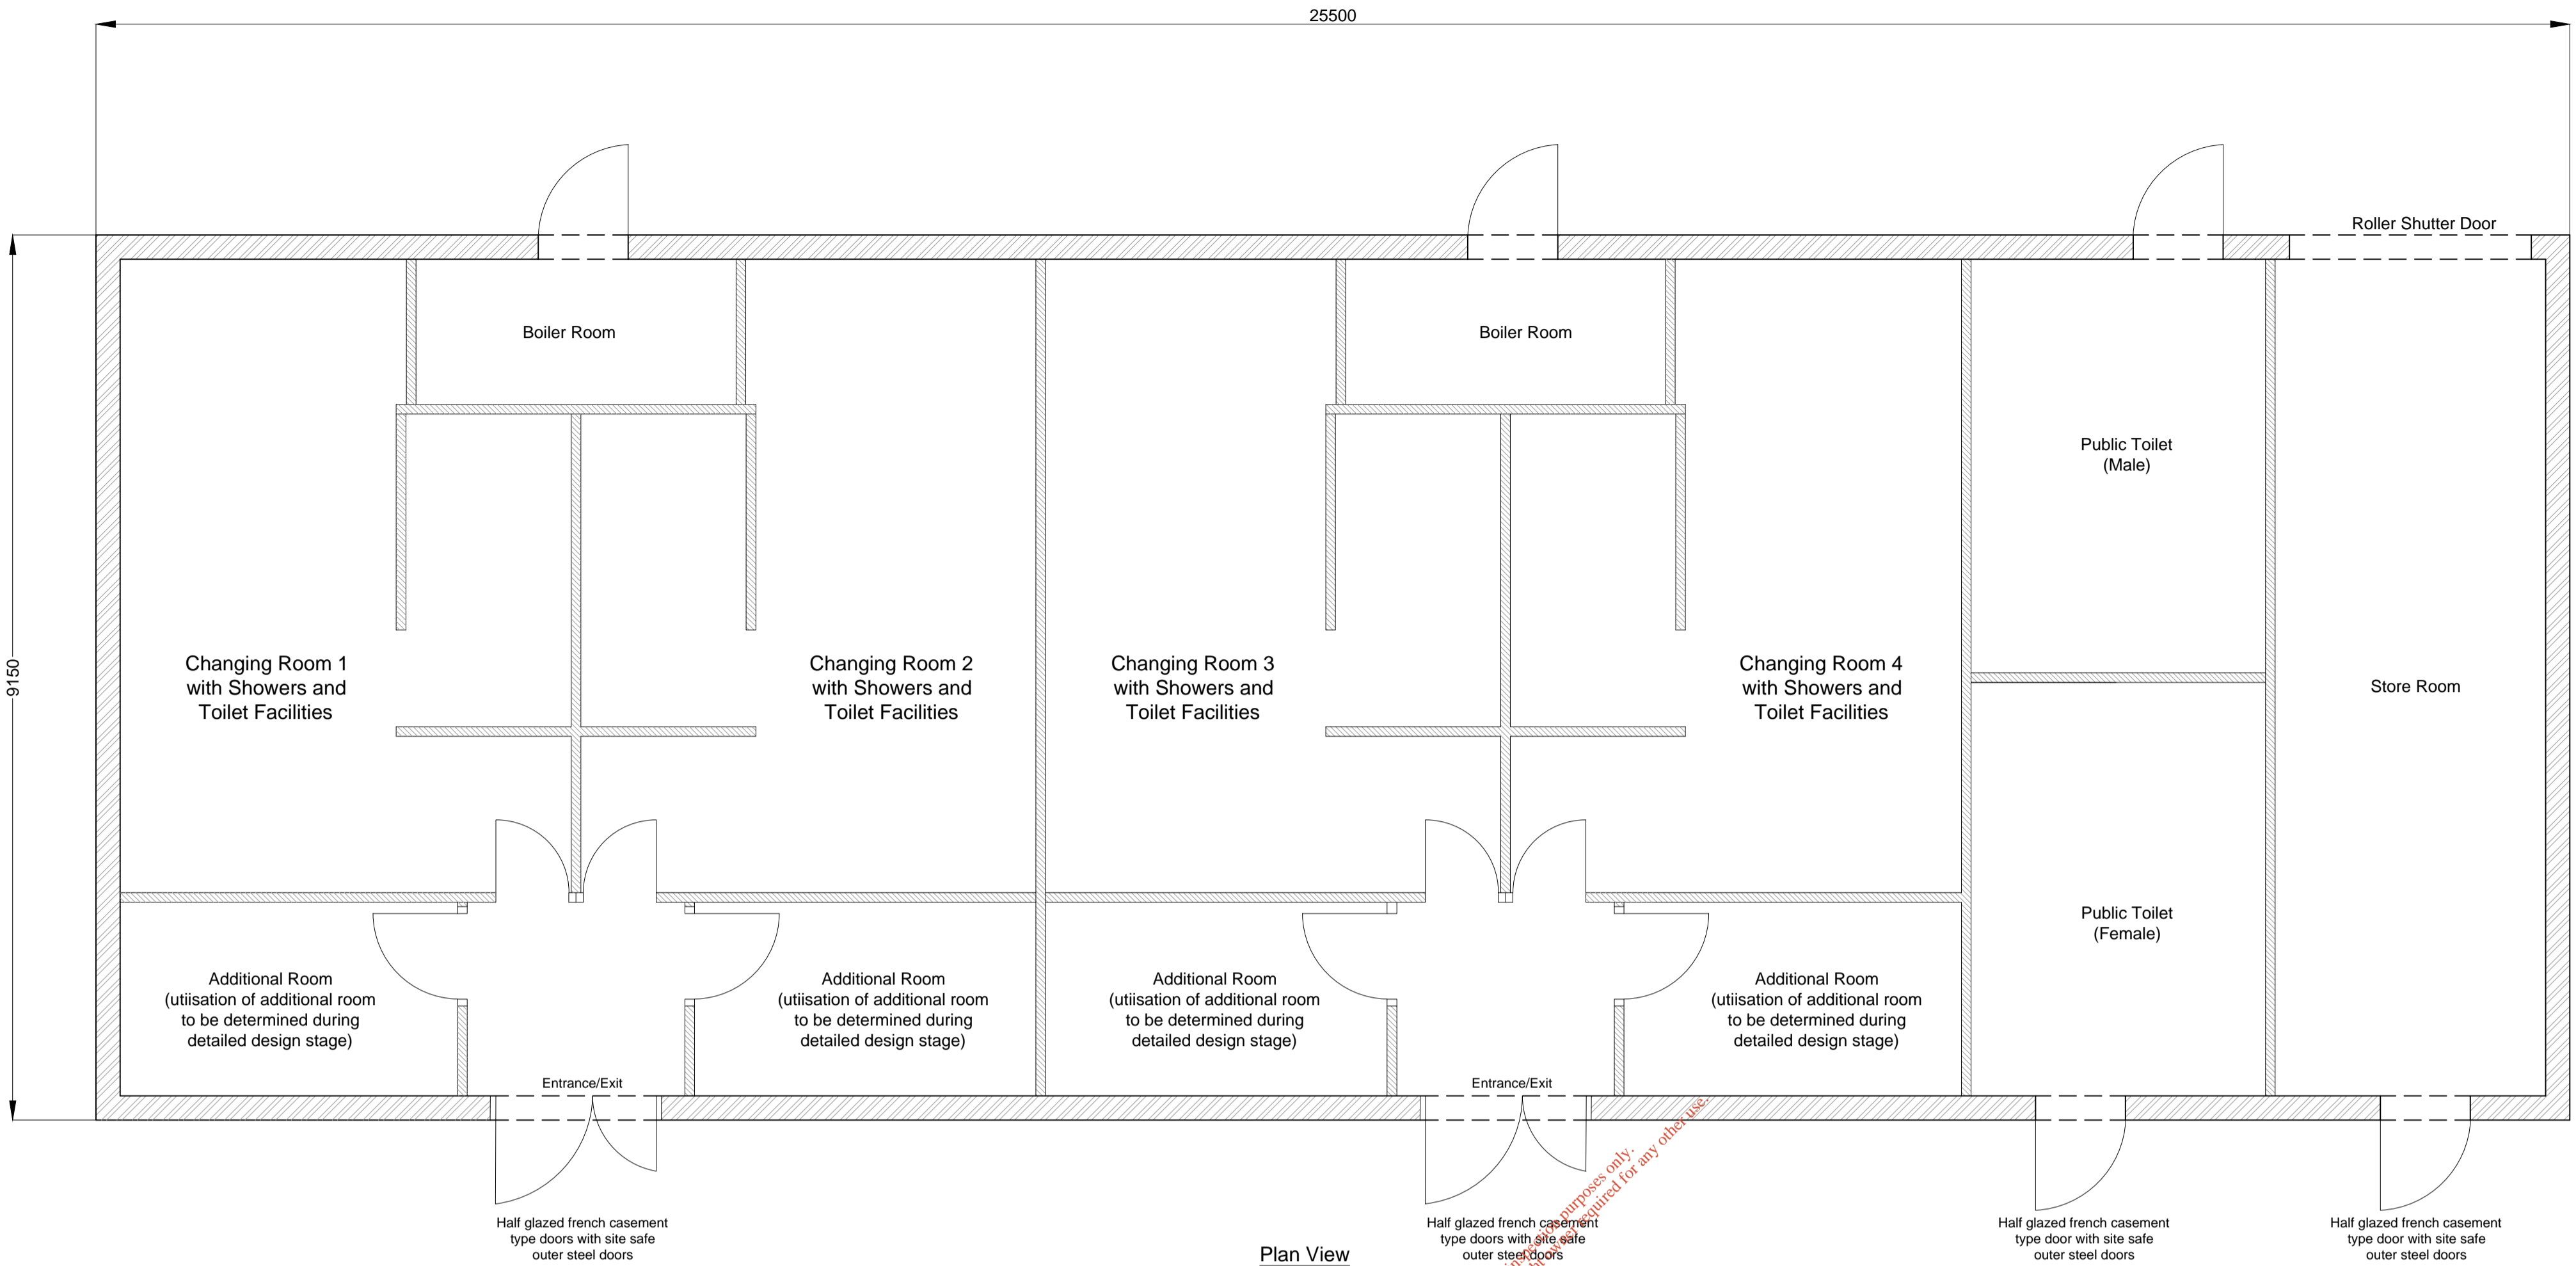 25500
Roller Shutter Door
Boiler Room
Boiler Room
Public Toilet
(Male)
9150
Changing Room 1
with Showers and
Toilet Facilities
Changing Room 2
with Showers and
Toilet Facilities
Changing Room 3
with Showers and
Toilet Facilities
Changing Room 4
with Showers and
Toilet Facilities
Store Room
Public Toilet
(Female)
Additional Room
(utiisation of additional room
to be determined during
detailed design stage)
Additional Room
(utiisation of additional room
to be determined during
detailed design stage)
Additional Room
(utiisation of additional room
to be determined during
detailed design stage)
Additional Room
(utiisation of additional room
to be determined during
detailed design stage)
Entrance/Exit
Entrance/Exit
Half glazed french casement
type doors with site safe
outer steel doors
Half glazed french casement
type doors with site safe
outer steel doors
Half glazed french casement
type door with site safe
outer steel doors
Half glazed french casement
type door with site safe
outer steel doors
Plan View
inspection purposes only.
owner required for any other use.